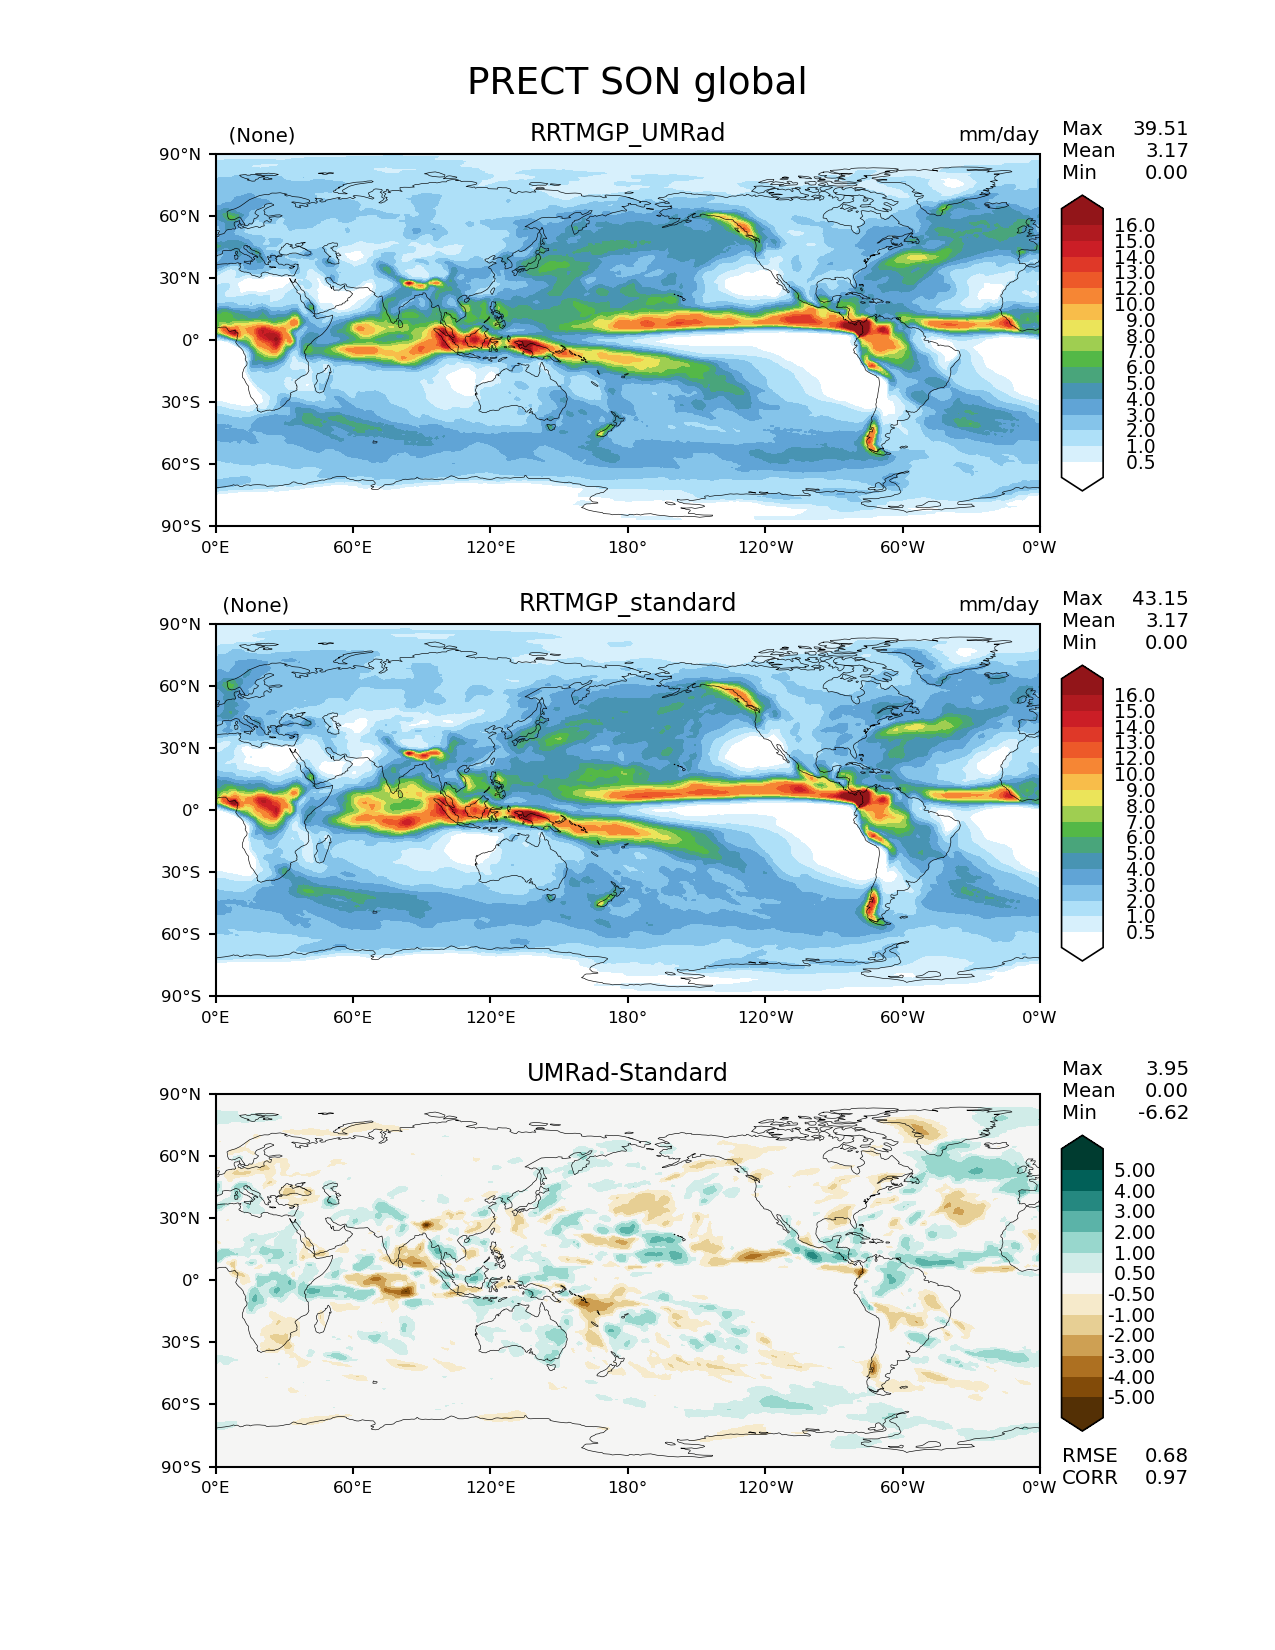 PRECT SON global
(None) RRTMGP_UMRad mm/day
Max 39.51
Mean 3.17
Min 0.00
90°N
60°N
30°N
0°
30°S
60°S
90°S
0°E 60°E 120°E 180° 120°W 60°W 0°W
16.0
15.0
14.0
13.0
12.0
10.0
9.0
8.0
7.0
6.0
5.0
4.0
3.0
2.0
1.0
0.5
(None) RRTMGP_standard mm/day
Max 43.15
Mean 3.17
Min 0.00
90°N
60°N
30°N
0°
30°S
60°S
90°S
0°E 60°E 120°E 180° 120°W 60°W 0°W
16.0
15.0
14.0
13.0
12.0
10.0
9.0
8.0
7.0
6.0
5.0
4.0
3.0
2.0
1.0
0.5
UMRad-Standard
Max 3.95
Mean 0.00
Min -6.62
90°N
60°N
30°N
0°
30°S
60°S
90°S
0°E 60°E 120°E 180° 120°W 60°W 0°W
5.00
4.00
3.00
2.00
1.00
0.50
-0.50
-1.00
-2.00
-3.00
-4.00
-5.00
RMSE 0.68
CORR 0.97